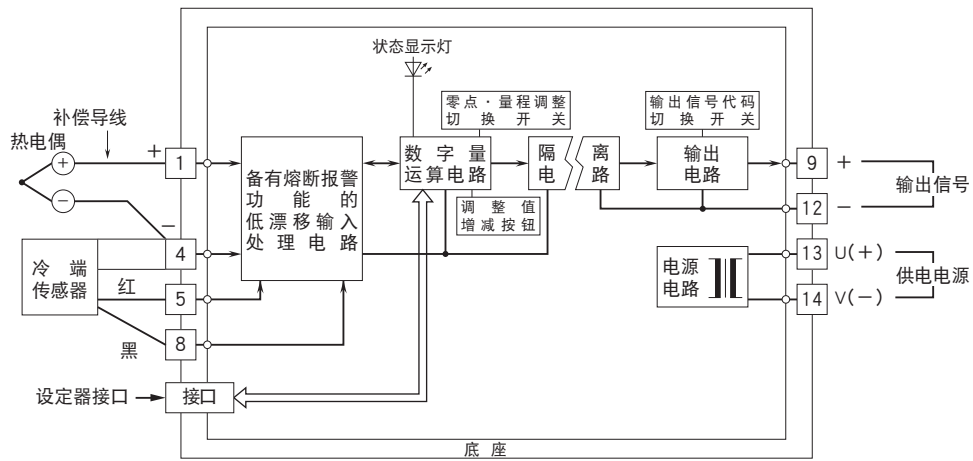 状态显示灯
零点·量程调整
切换开关
输出信号代码
切换开关
补偿导线
热电偶
+
+
−
−
1
备有熔断报警
功能的
低漂移输入
处理电路
数字量
运算电路
隔离
电路
输出
电路
9
+
输出信号
12
−
调整值
增减按钮
4
冷端
传感器
红
5
黑
8
电源
电路
13
U(+)
供电电源
14
V(−)
设定器接口
接口
底座